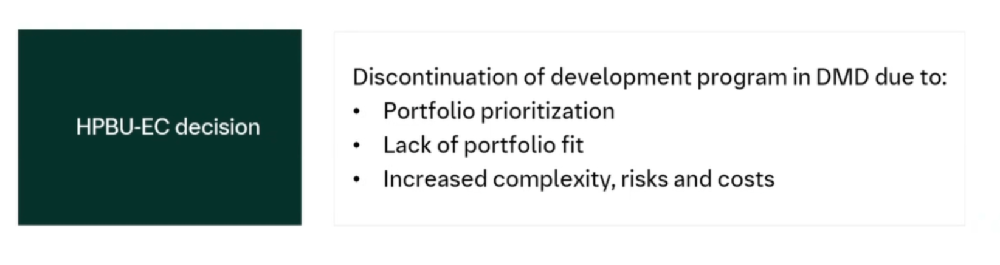 HPBU-EC decision
Discontinuation of development program in DMD due to:
• Portfolio prioritization
• Lack of portfolio fit
• Increased complexity, risks and costs